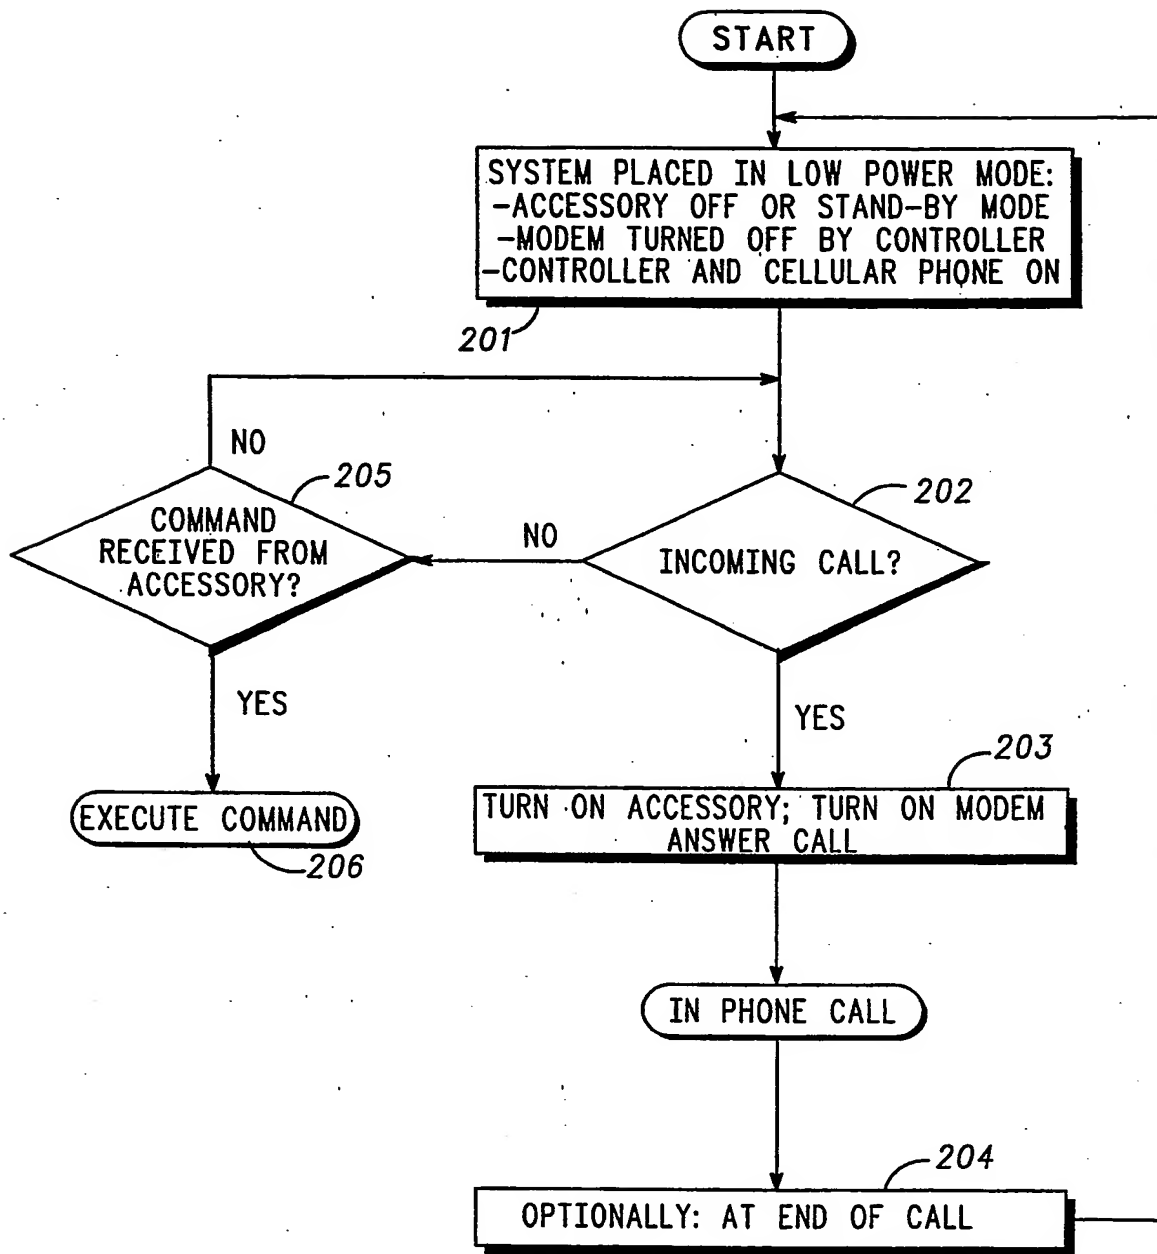 START
SYSTEM PLACED IN LOW POWER MODE:
-ACCESSORY OFF OR STAND-BY MODE
-MODEM TURNED OFF BY CONTROLLER
-CONTROLLER AND CELLULAR PHONE ON
201
NO
205
COMMAND
RECEIVED FROM
ACCESSORY?
NO
202
INCOMING CALL?
YES
YES
203
EXECUTE COMMAND
206
TURN ON ACCESSORY; TURN ON MODEM
ANSWER CALL
IN PHONE CALL
204
OPTIONALLY: AT END OF CALL